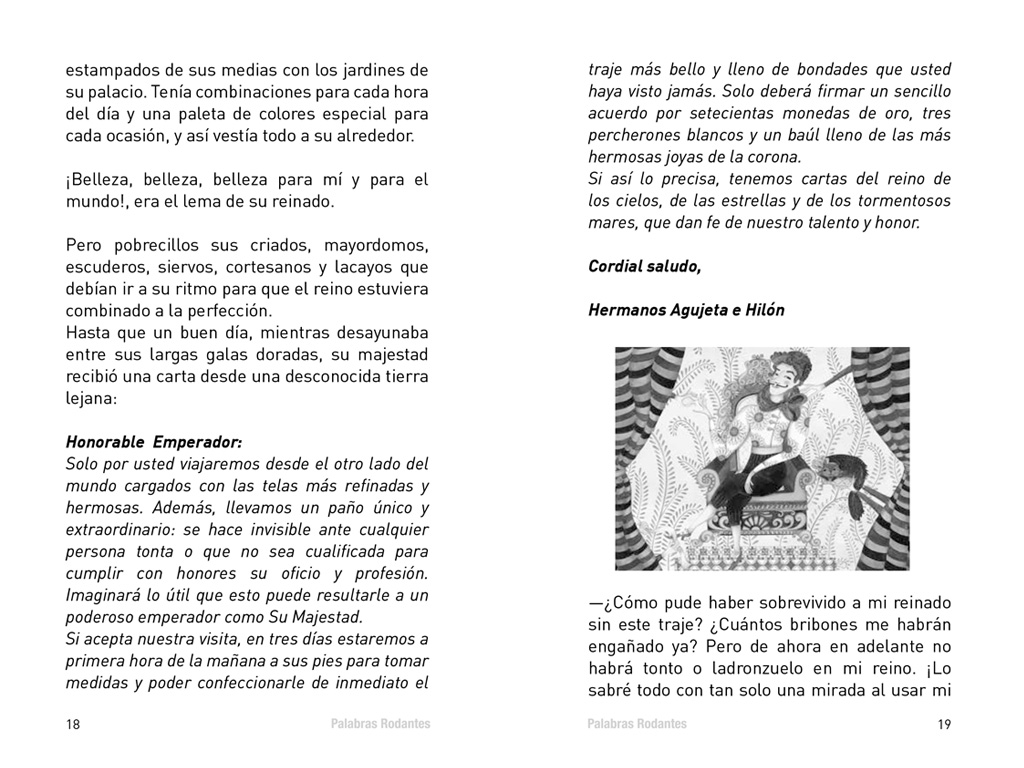 estampados de sus medias con los jardines de
su palacio. Tenía combinaciones para cada hora
del día y una paleta de colores especial para
cada ocasión, y así vestía todo a su alrededor.
¡Belleza, belleza, belleza para mí y para el
mundo!, era el lema de su reinado.
Pero pobrecillos sus criados, mayordomos,
escuderos, siervos, cortesanos y lacayos que
debían ir a su ritmo para que el reino estuviera
combinado a la perfección.
Hasta que un buen día, mientras desayunaba
entre sus largas galas doradas, su majestad
recibió una carta desde una desconocida tierra
lejana:
Honorable Emperador:
Solo por usted viajaremos desde el otro lado del
mundo cargados con las telas más refinadas y
hermosas. Además, llevamos un paño único y
extraordinario: se hace invisible ante cualquier
persona tonta o que no sea cualificada para
cumplir con honores su oficio y profesión.
Imaginará lo útil que esto puede resultarle a un
poderoso emperador como Su Majestad.
Si acepta nuestra visita, en tres días estaremos a
primera hora de la mañana a sus pies para tomar
medidas y poder confeccionarle de inmediato el
18
Palabras Rodantes
traje más bello y lleno de bondades que usted
haya visto jamás. Solo deberá firmar un sencillo
acuerdo por setecientas monedas de oro, tres
percherones blancos y un baúl lleno de las más
hermosas joyas de la corona.
Si así lo precisa, tenemos cartas del reino de
los cielos, de las estrellas y de los tormentosos
mares, que dan fe de nuestro talento y honor.
Cordial saludo,
Hermanos Agujeta e Hilón
—¿Cómo pude haber sobrevivido a mi reinado
sin este traje? ¿Cuántos bribones me habrán
engañado ya? Pero de ahora en adelante no
habrá tonto o ladronzuelo en mi reino. ¡Lo
sabré todo con tan solo una mirada al usar mi
Palabras Rodantes
19